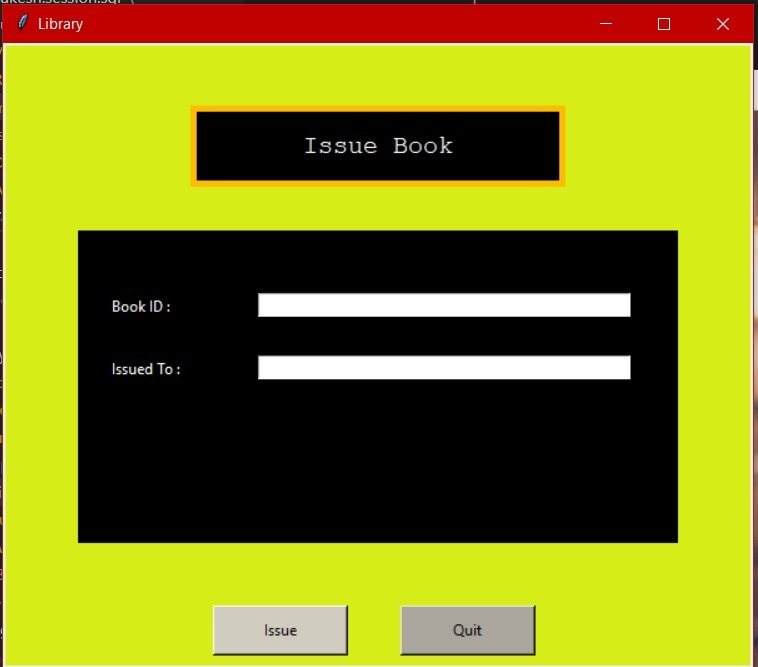 Library
Issue Book
Book ID :
Issued To :
Issue
Quit